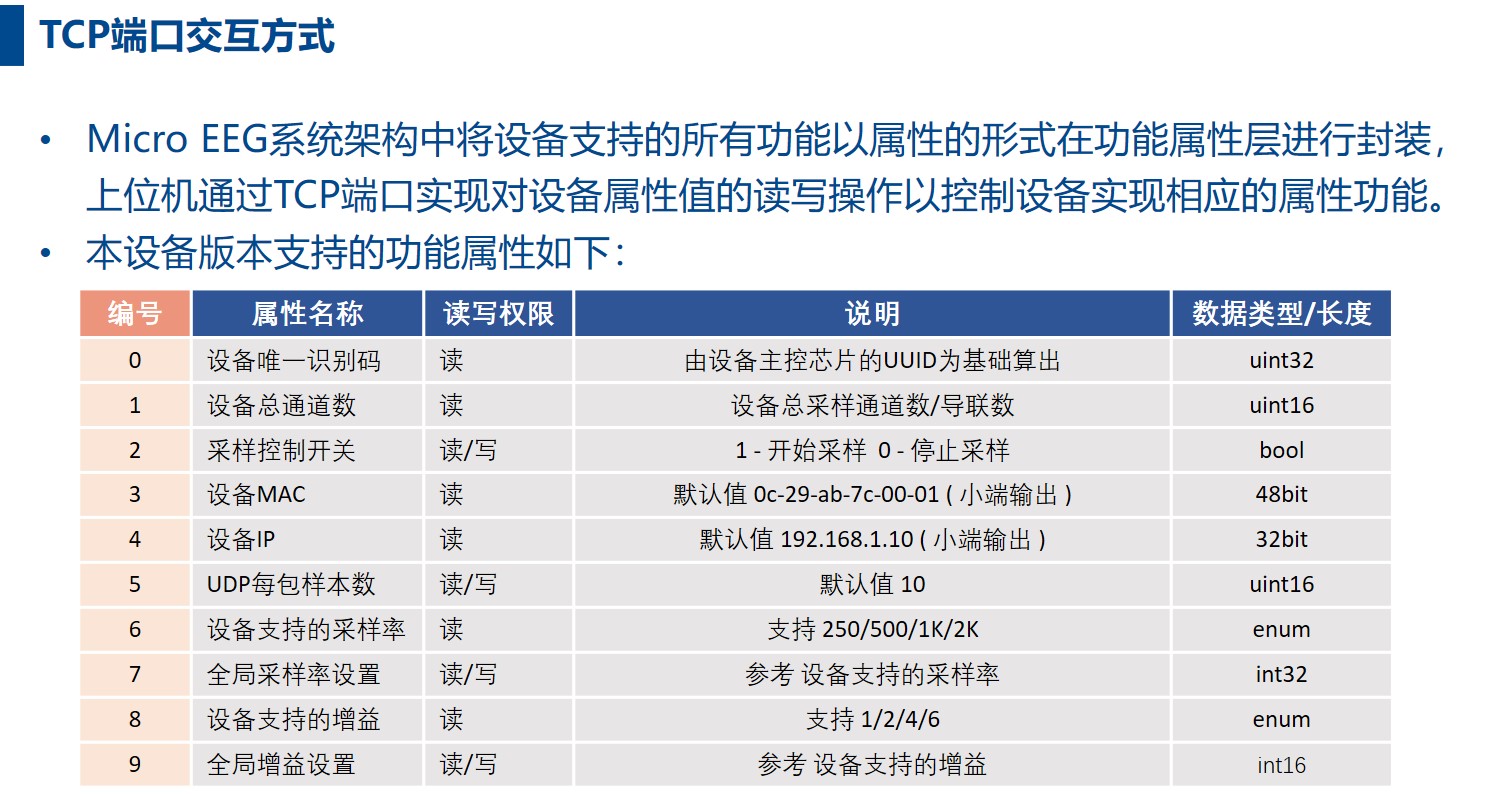 TCP端口交互方式
• Micro EEG系统架构中将设备支持的所有功能以属性的形式在功能属性层进行封装，
上位机通过TCP端口实现对设备属性值的读写操作以控制设备实现相应的属性功能。
• 本设备版本支持的功能属性如下：
编号 属性名称 读写权限 说明 数据类型/长度
0 设备唯一识别码 读 由设备主控芯片的UUID为基础算出 uint32
1 设备总通道数 读 设备总采样通道数/导联数 uint16
2 采样控制开关 读/写 1 - 开始采样 0 - 停止采样 bool
3 设备MAC 读 默认值 0c-29-ab-7c-00-01 ( 小端输出 ) 48bit
4 设备IP 读 默认值 192.168.1.10 ( 小端输出 ) 32bit
5 UDP每包样本数 读/写 默认值 10 uint16
6 设备支持的采样率 读 支持 250/500/1K/2K enum
7 全局采样率设置 读/写 参考 设备支持的采样率 int32
8 设备支持的增益 读 支持 1/2/4/6 enum
9 全局增益设置 读/写 参考 设备支持的增益 int16